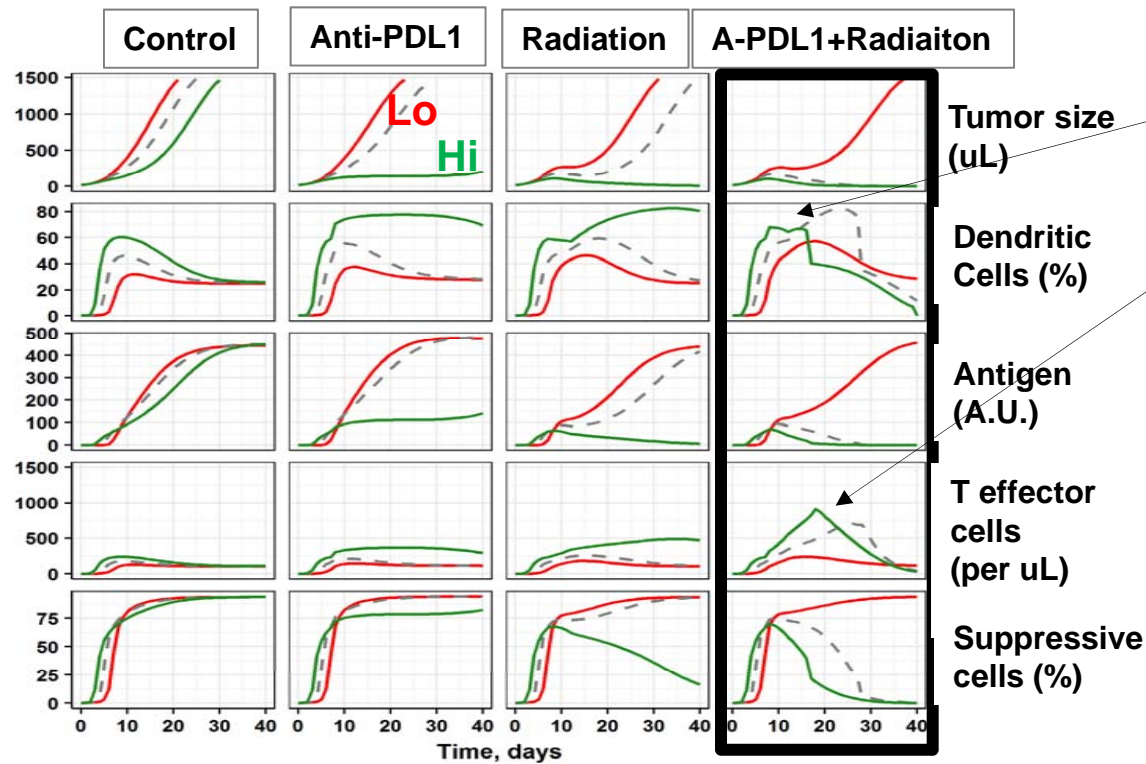 Control Anti-PDL1 Radiation A-PDL1+Radiaiton
1500
1000
500
0
Lo
Hi
Tumor size
(uL)
80
60
40
20
0
Dendritic
Cells (%)
500
400
300
200
100
0
Antigen
(A.U.)
1500
1000
500
0
T effector
cells
(per uL)
75
50
25
0
Suppressive
cells (%)
0 10 20 30 40 0 10 20 30 40 0 10 20 30 40 0 10 20 30 40
Time, days